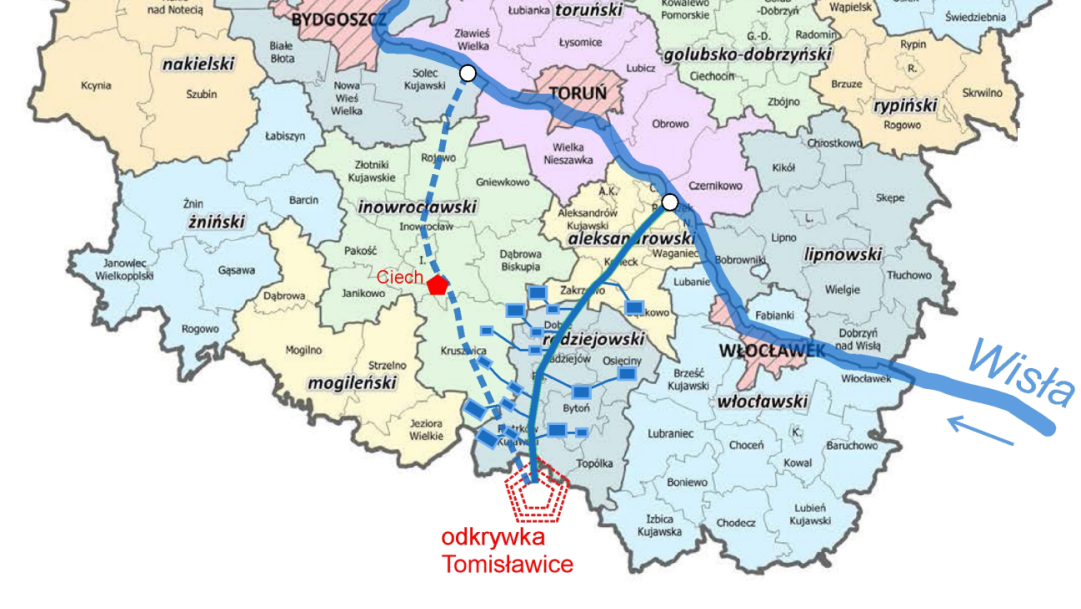 nad Notecią
BYDGOSZCZ
Łubianka
toruński
Kowalewo
Pomorskie
Golub-
-Dobrzyń
Wąpielsk
Świedziebnia
Białe
Błota
Zławieś
Wielka
Łysomice
G.-D.
Radomin
golubsko-dobrzyński
Rypin
R.
nakielski
Kcynia
Szubin
Solec
Kujawski
Nowa
Wieś
Wielka
Lubicz
Ciechocin
TORUŃ
Zbójno
Brzuze
Skrwilno
rypiński
Rogowo
Łabiszyn
Obrowo
Wielka
Nieszawka
Chrostkowo
Złotniki
Kujawskie
Rojewo
Gniewkowo
Czernikowo
Kikół
Skępe
Żnin
Barcin
żniński
inowrocławski
Inowrocław
I.
A.K.
C.
Aleksandrów
Kujawski
N.
aleksandrowski
L.
Lipno
lipnowski
Pakość
Dąbrowa
Biskupia
Koneck
Waganiec
Bobrowniki
Tłuchowo
Janowiec
Wielkopolski
Gąsawa
Ciech
Janikowo
Dąbrowa
Zakrzewo
Lubanie
Wielgie
Fabianki
Rogowo
radziejowski
Dobrzyń
nad Wisłą
Mogilno
Strzelno
Kruszwica
Osięciny
WŁOCŁAWEK
Włocławek
Wisła
mogileński
Brześć
Kujawski
włocławski
Bytoń
Jeziora
Wielkie
Piotrków
Kujawski
Topólka
Lubraniec
Choceń
K.
Kowal
Baruchowo
Boniewo
Izbica
Kujawska
Chodecz
Lubień
Kujawski
odkrywka
Tomisławice